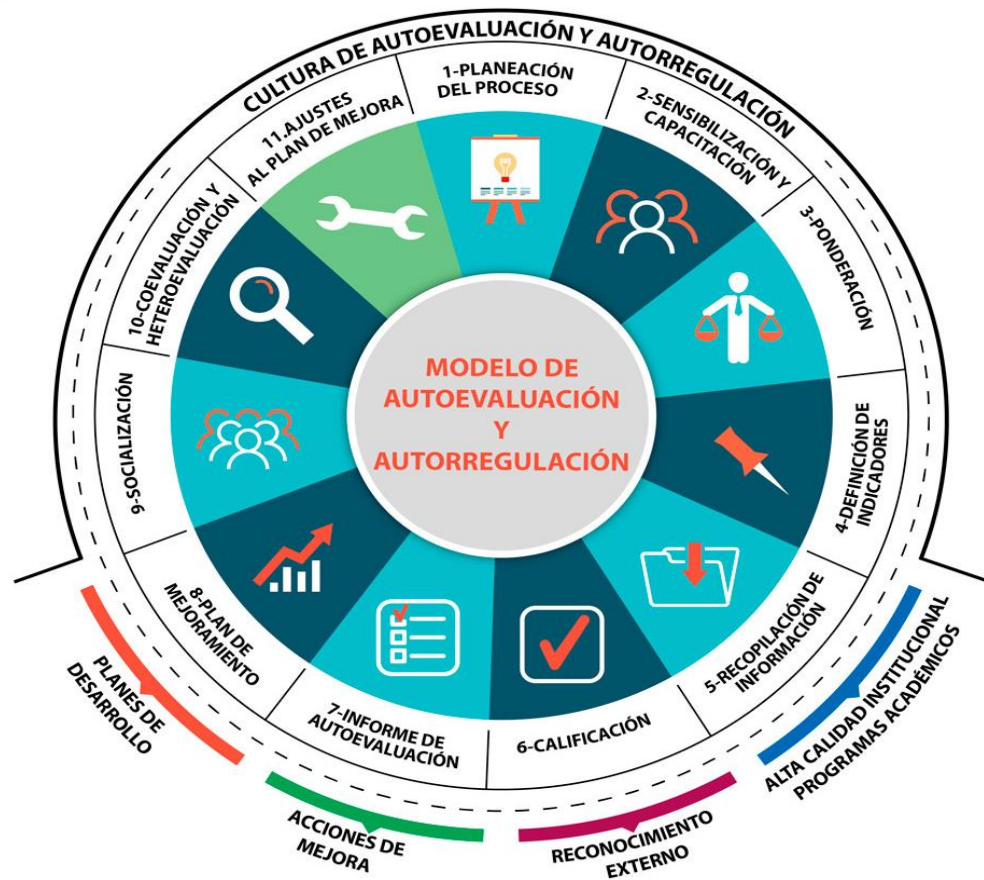 CULTURA DE AUTOEVALUACIÓN Y AUTORREGULACIÓN
1-PLANEACIÓN
DEL PROCESO
2-SENSIBILIZACIÓN Y
CAPACITACIÓN
3-PONDERACIÓN
4-DEFINICIÓN DE
INDICADORES
5-RECOPILACIÓN DE
INFORMACIÓN
6-CALIFICACIÓN
7-INFORME DE
AUTOEVALUACIÓN
8-PLAN DE
MEJORAMIENTO
9-SOCIALIZACIÓN
10-COEVALUACIÓN Y
HETEROEVALUACIÓN
11.AJUSTES
AL PLAN DE MEJORA
MODELO DE
AUTOEVALUACIÓN
Y
AUTORREGULACIÓN
PLANES DE
DESARROLLO
ACCIONES DE
MEJORA
RECONOCIMIENTO
EXTERNO
ALTA CALIDAD INSTITUCIONAL
PROGRAMAS ACADÉMICOS